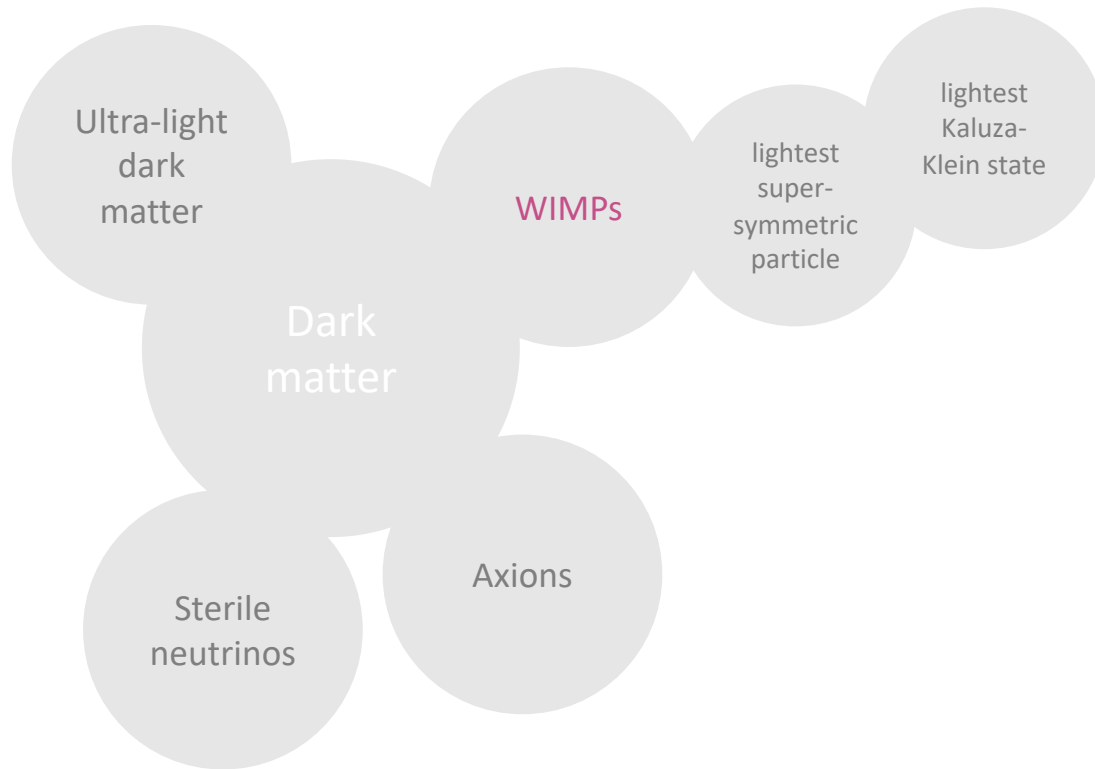 Ultra-light
dark
matter
WIMPs
lightest
super-
symmetric
particle
lightest
Kaluza-
Klein state
Dark
matter
Sterile
neutrinos
Axions